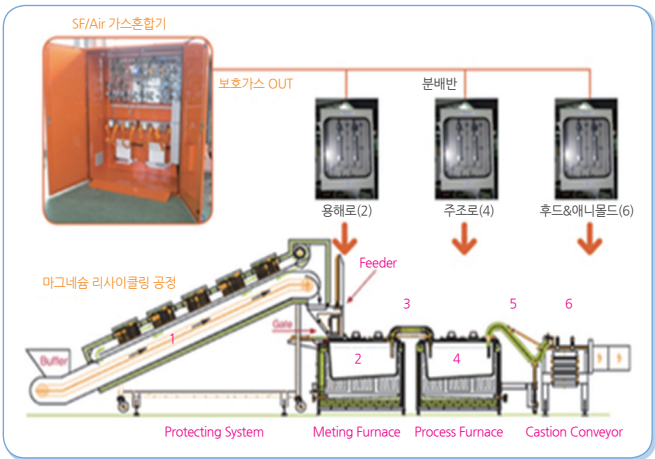 SF/Air 가스혼합기
보호가스 OUT
분배반
용해로(2)
주조로(4)
후드&애니몰드(6)
마그네슘 리사이클링 공정
Feeder
3
5
6
1
Gate
Buffer
2
4
Protecting System
Meting Furnace
Process Furnace
Castion Conveyor